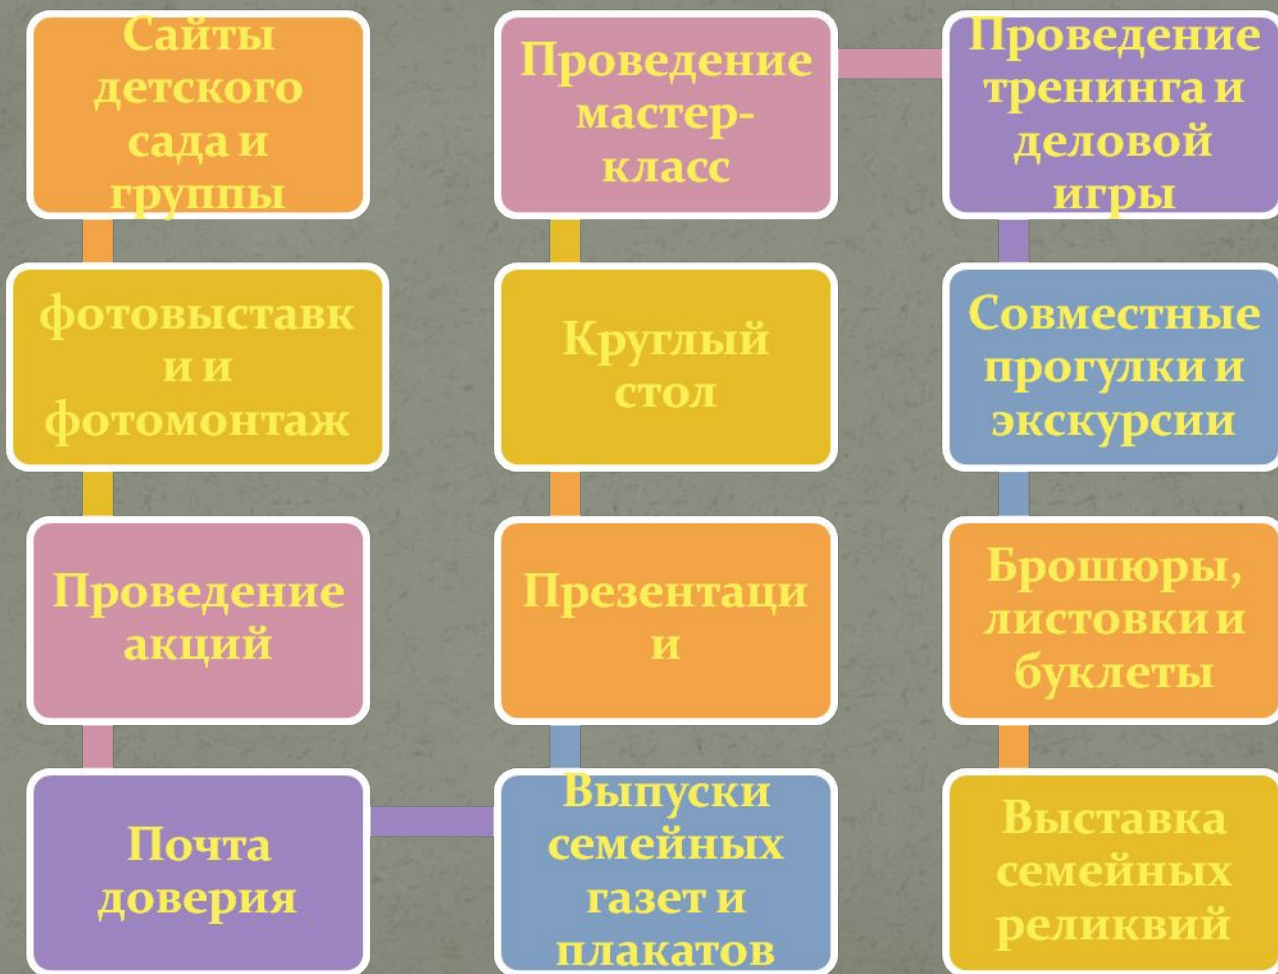 Сайты
детского
сада и
группы
фотовыставк
и и
фотомонтаж
Проведение
акций
Почта
доверия
Выпуски
семейных
газет и
плакатов
Презентаци
и
Круглый
стол
Проведение
мастер-
класс
Проведение
тренинга и
деловой
игры
Совместные
прогулки и
экскурсии
Брошюры,
листовки и
буклеты
Выставка
семейных
реликвий